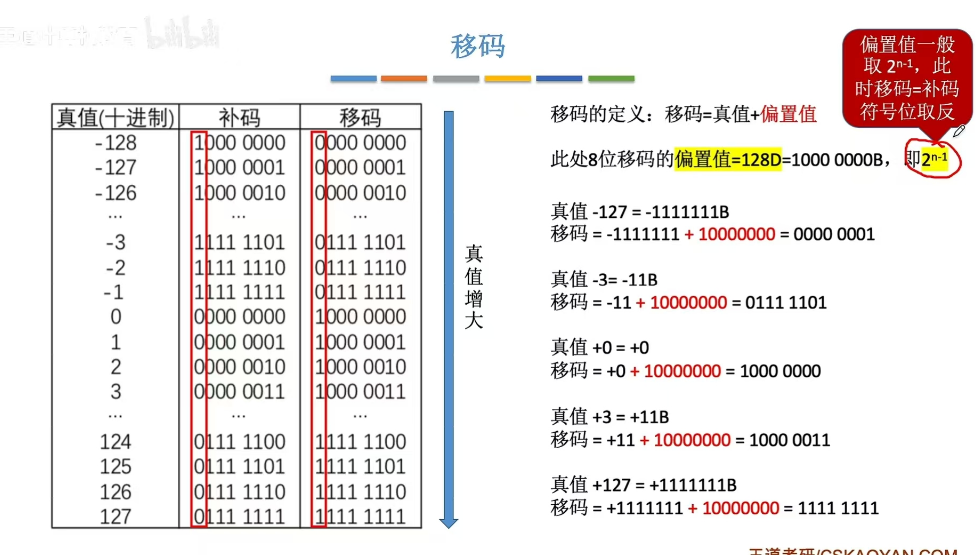 bilibili
移码
偏置值一般
取 2ⁿ⁻¹，此
时移码=补码
符号位取反
真值(十进制) 补码 移码
-128 1000 0000 0000 0000
-127 1000 0001 0000 0001
-126 1000 0010 0000 0010
... ... ...
-3 1111 1101 0111 1101
-2 1111 1110 0111 1110
-1 1111 1111 0111 1111
0 0000 0000 1000 0000
1 0000 0001 1000 0001
2 0000 0010 1000 0010
3 0000 0011 1000 0011
... ... ...
124 0111 1100 1111 1100
125 0111 1101 1111 1101
126 0111 1110 1111 1110
127 0111 1111 1111 1111
真
值
增
大
移码的定义：移码=真值+偏置值
此处8位移码的偏置值=128D=1000 0000B，即2ⁿ⁻¹
真值 -127 = -1111111B
移码 = -1111111 + 10000000 = 0000 0001
真值 -3= -11B
移码 = -11 + 10000000 = 0111 1101
真值 +0 = +0
移码 = +0 + 10000000 = 1000 0000
真值 +3 = +11B
移码 = +11 + 10000000 = 1000 0011
真值 +127 = +1111111B
移码 = +1111111 + 10000000 = 1111 1111
王道考研/CSKAOYAN.COM